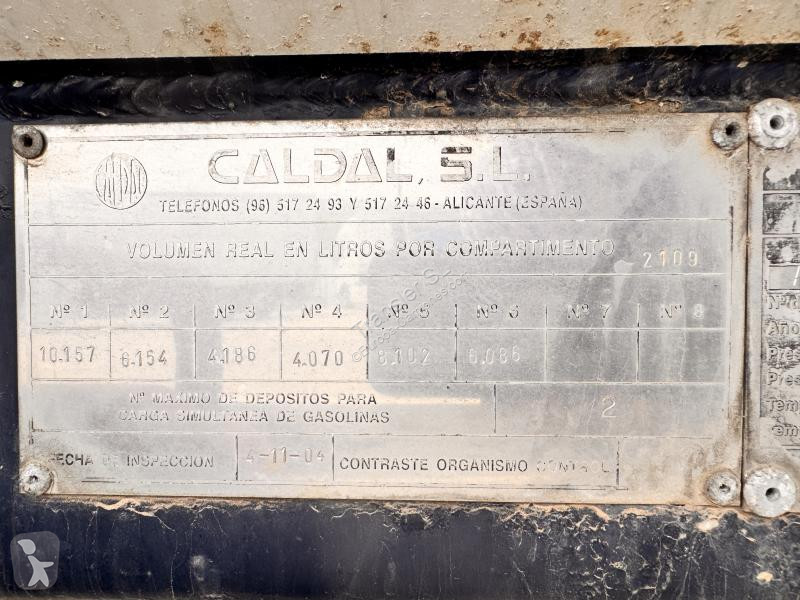 CALDAL, S.L.
TELEFONOS (96) 517 24 93 Y 517 24 46 - ALICANTE (ESPAÑA)
VOLUMEN REAL EN LITROS POR COMPARTIMENTO 2109
Nº 1 Nº 2 Nº 3 Nº 4 Nº 5 Nº 6 Nº 7 Nº 8
10.157 6.154 4.186 4.070 8.102 6.086
Nº MAXIMO DE DEPOSITOS PARA
CARGA SIMULTANEA DE GASOLINAS 2
FECHA DE INSPECCION 4-11-04 CONTRASTE ORGANISMO CONTROL